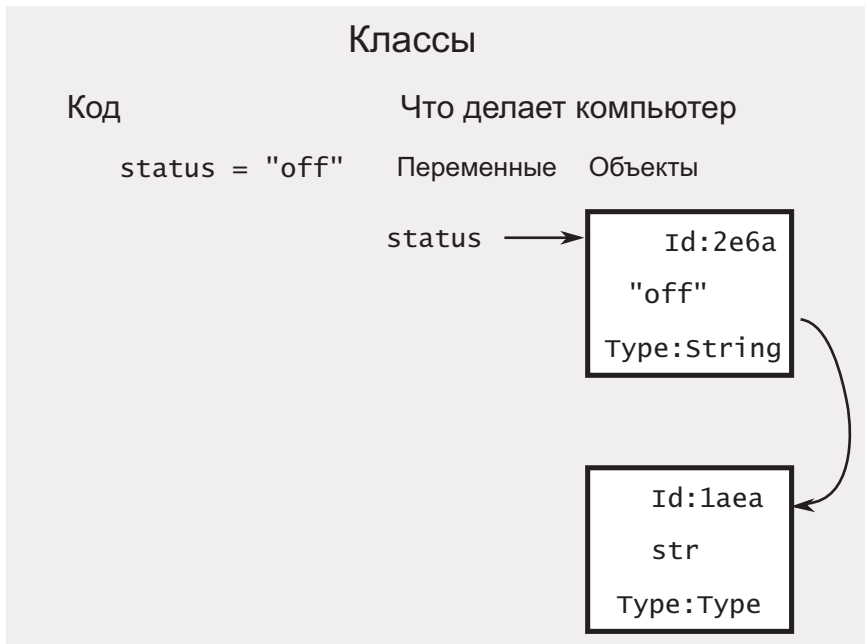 Классы
Код Что делает компьютер
status = "off" Переменные Объекты
status Id:2e6a
"off"
Type:String
Id:1aea
str
Type:Type